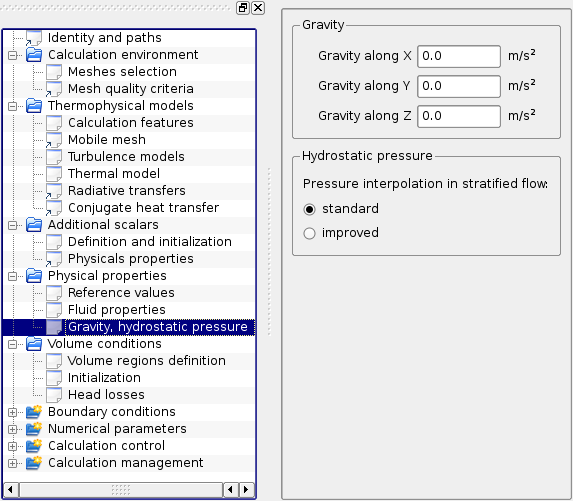 Identity and paths
Calculation environment
Meshes selection
Mesh quality criteria
Thermophysical models
Calculation features
Mobile mesh
Turbulence models
Thermal model
Radiative transfers
Conjugate heat transfer
Additional scalars
Definition and initialization
Physicals properties
Physical properties
Reference values
Fluid properties
Gravity, hydrostatic pressure
Volume conditions
Volume regions definition
Initialization
Head losses
Boundary conditions
Numerical parameters
Calculation control
Calculation management
Gravity
Gravity along X 0.0 m/s²
Gravity along Y 0.0 m/s²
Gravity along Z 0.0 m/s²
Hydrostatic pressure
Pressure interpolation in stratified flow:
standard
improved